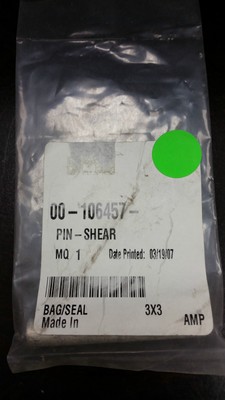 00-106457-
PIN-SHEAR
MQ 1 Date Printed: 03/19/07
BAG/SEAL 3X3
Made In AMP